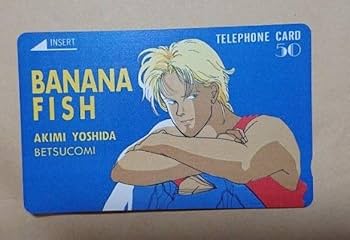 INSERT
TELEPHONE CARD
50
BANANA
FISH
AKIMI YOSHIDA
BETSUCOMI